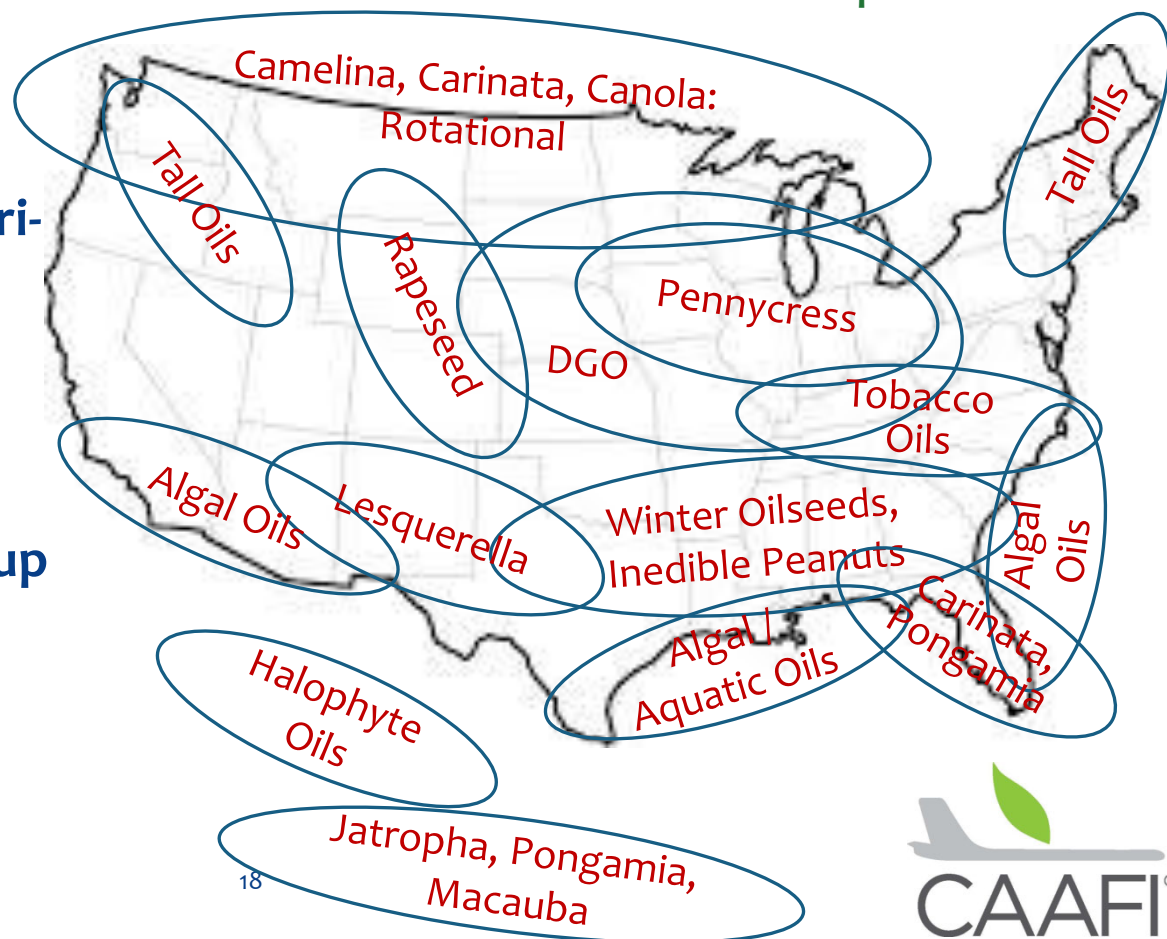 Camelina, Carinata, Canola:
Rotational
Tall Oils
Tall Oils
ri-
Rapeseed
Pennycress
DGO
Tobacco
Oils
Algal Oils
Lesquerella
Winter Oilseeds,
Inedible Peanuts
Algal
Oils
up
Carinata,
Pongamia
Algal /
Aquatic Oils
Halophyte
Oils
Jatropha, Pongamia,
Macauba
18
CAAFI